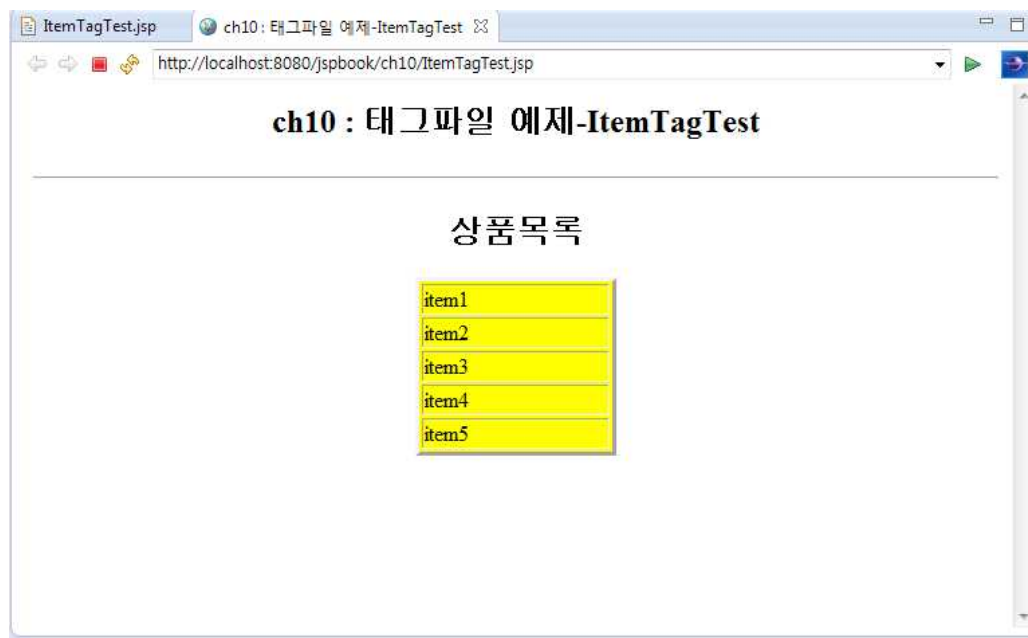 ItemTagTest.jsp
ch10 : 태그파일 예제-ItemTagTest
http://localhost:8080/jspbook/ch10/ItemTagTest.jsp
ch10 : 태그파일 예제-ItemTagTest
상품목록
item1
item2
item3
item4
item5